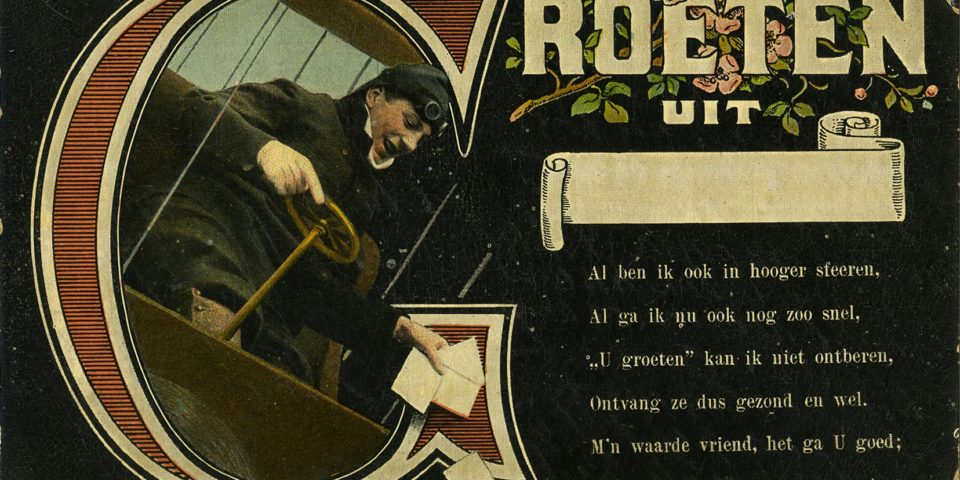 GROETEN
UIT
Al ben ik ook in hooger sfeeren,
Al ga ik nu ook nog zoo snel,
„U groeten” kan ik niet ontberen,
Ontvang ze dus gezond en wel.
M'n waarde vriend, het ga U goed;